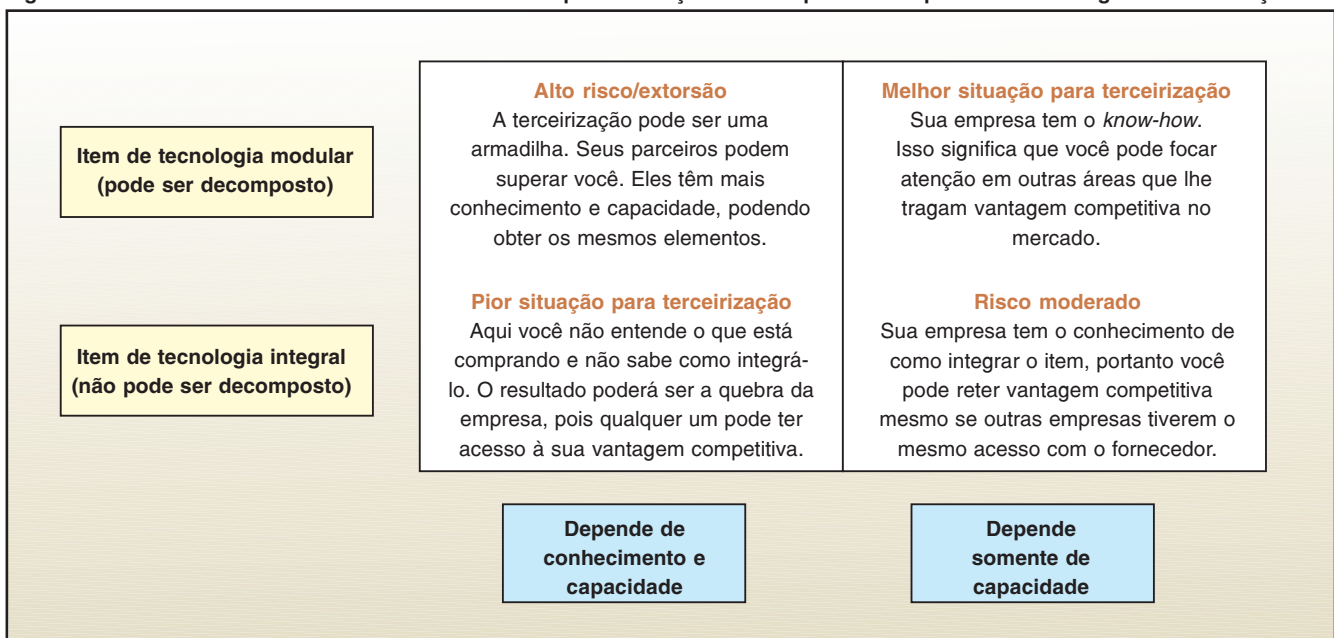 Item de tecnologia modular
(pode ser decomposto)
Alto risco/extorsão
A terceirização pode ser uma
armadilha. Seus parceiros podem
superar você. Eles têm mais
conhecimento e capacidade, podendo
obter os mesmos elementos.
Melhor situação para terceirização
Sua empresa tem o know-how.
Isso significa que você pode focar
atenção em outras áreas que lhe
tragam vantagem competitiva no
mercado.
Item de tecnologia integral
(não pode ser decomposto)
Pior situação para terceirização
Aqui você não entende o que está
comprando e não sabe como integrá-
lo. O resultado poderá ser a quebra da
empresa, pois qualquer um pode ter
acesso à sua vantagem competitiva.
Risco moderado
Sua empresa tem o conhecimento de
como integrar o item, portanto você
pode reter vantagem competitiva
mesmo se outras empresas tiverem o
mesmo acesso com o fornecedor.
Depende de
conhecimento e
capacidade
Depende
somente de
capacidade